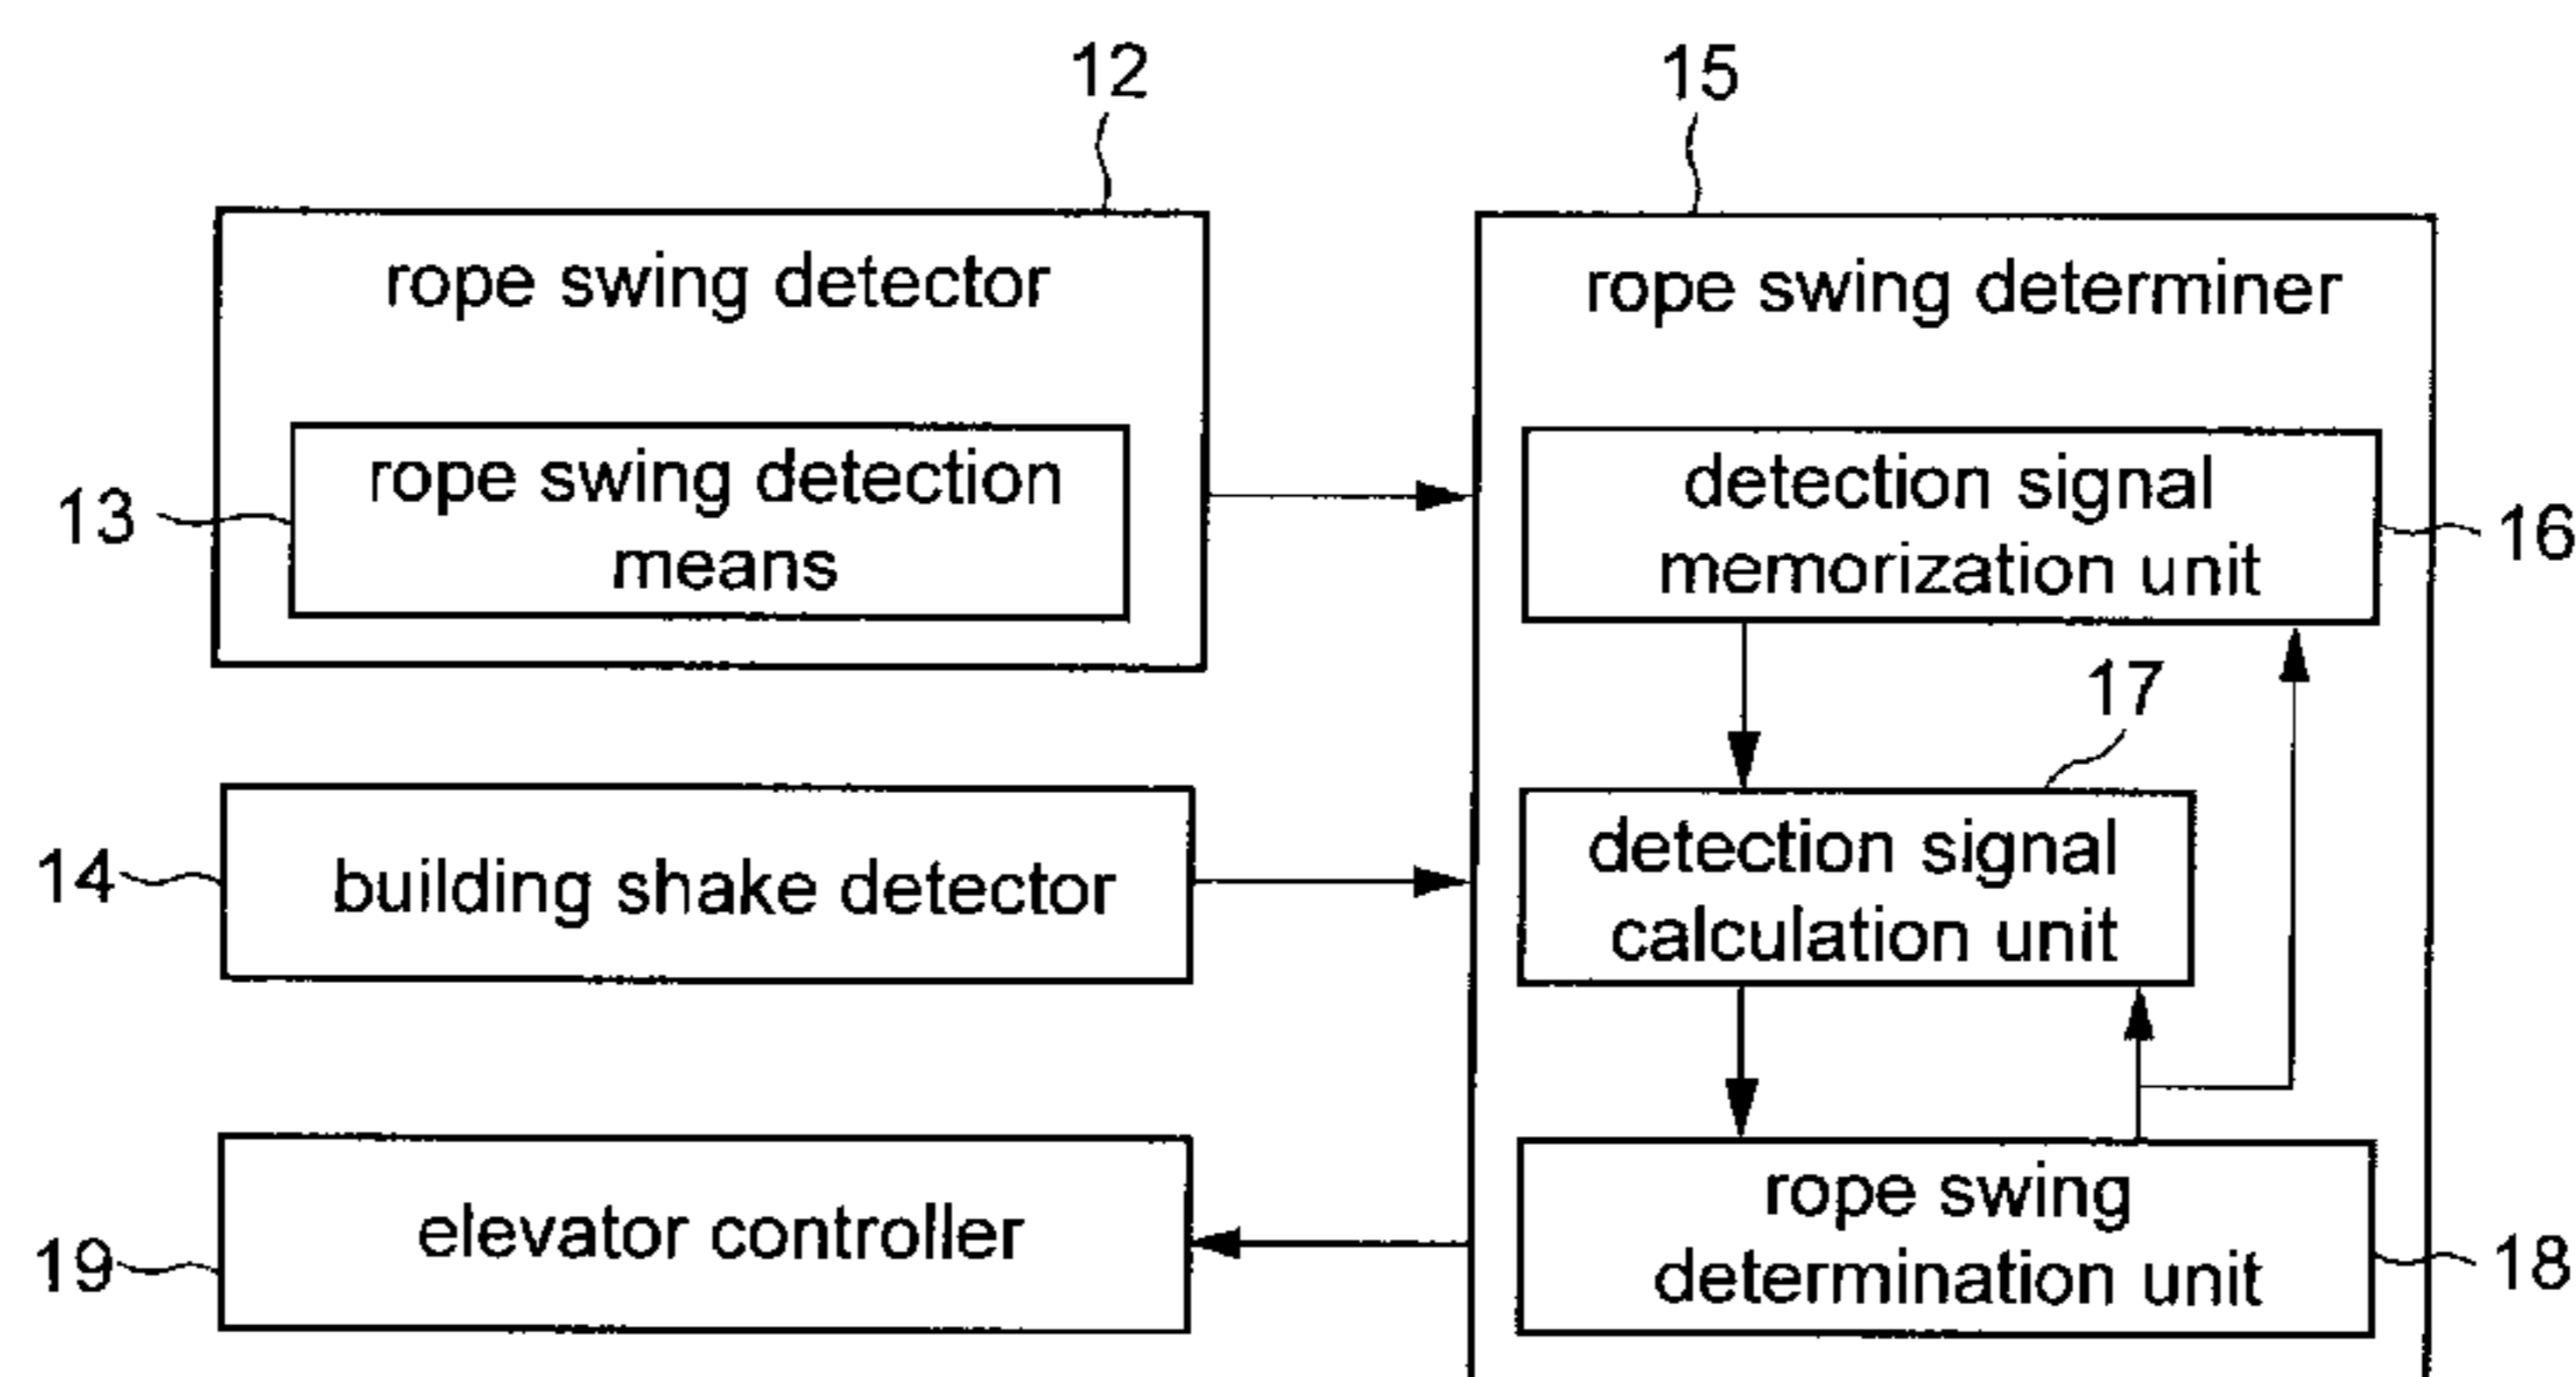 12
15
rope swing detector
rope swing determiner
13
rope swing detection
means
detection signal
memorization unit
16
17
14
building shake detector
detection signal
calculation unit
19
elevator controller
rope swing
determination unit
18